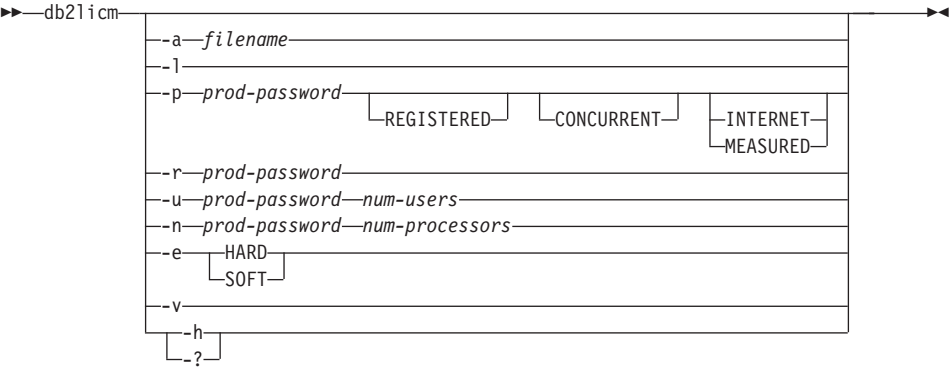 db2licm
-a filename
-l
-p prod-password
REGISTERED CONCURRENT INTERNET
MEASURED
-r prod-password
-u prod-password num-users
-n prod-password num-processors
-e HARD
SOFT
-v
-h
-?